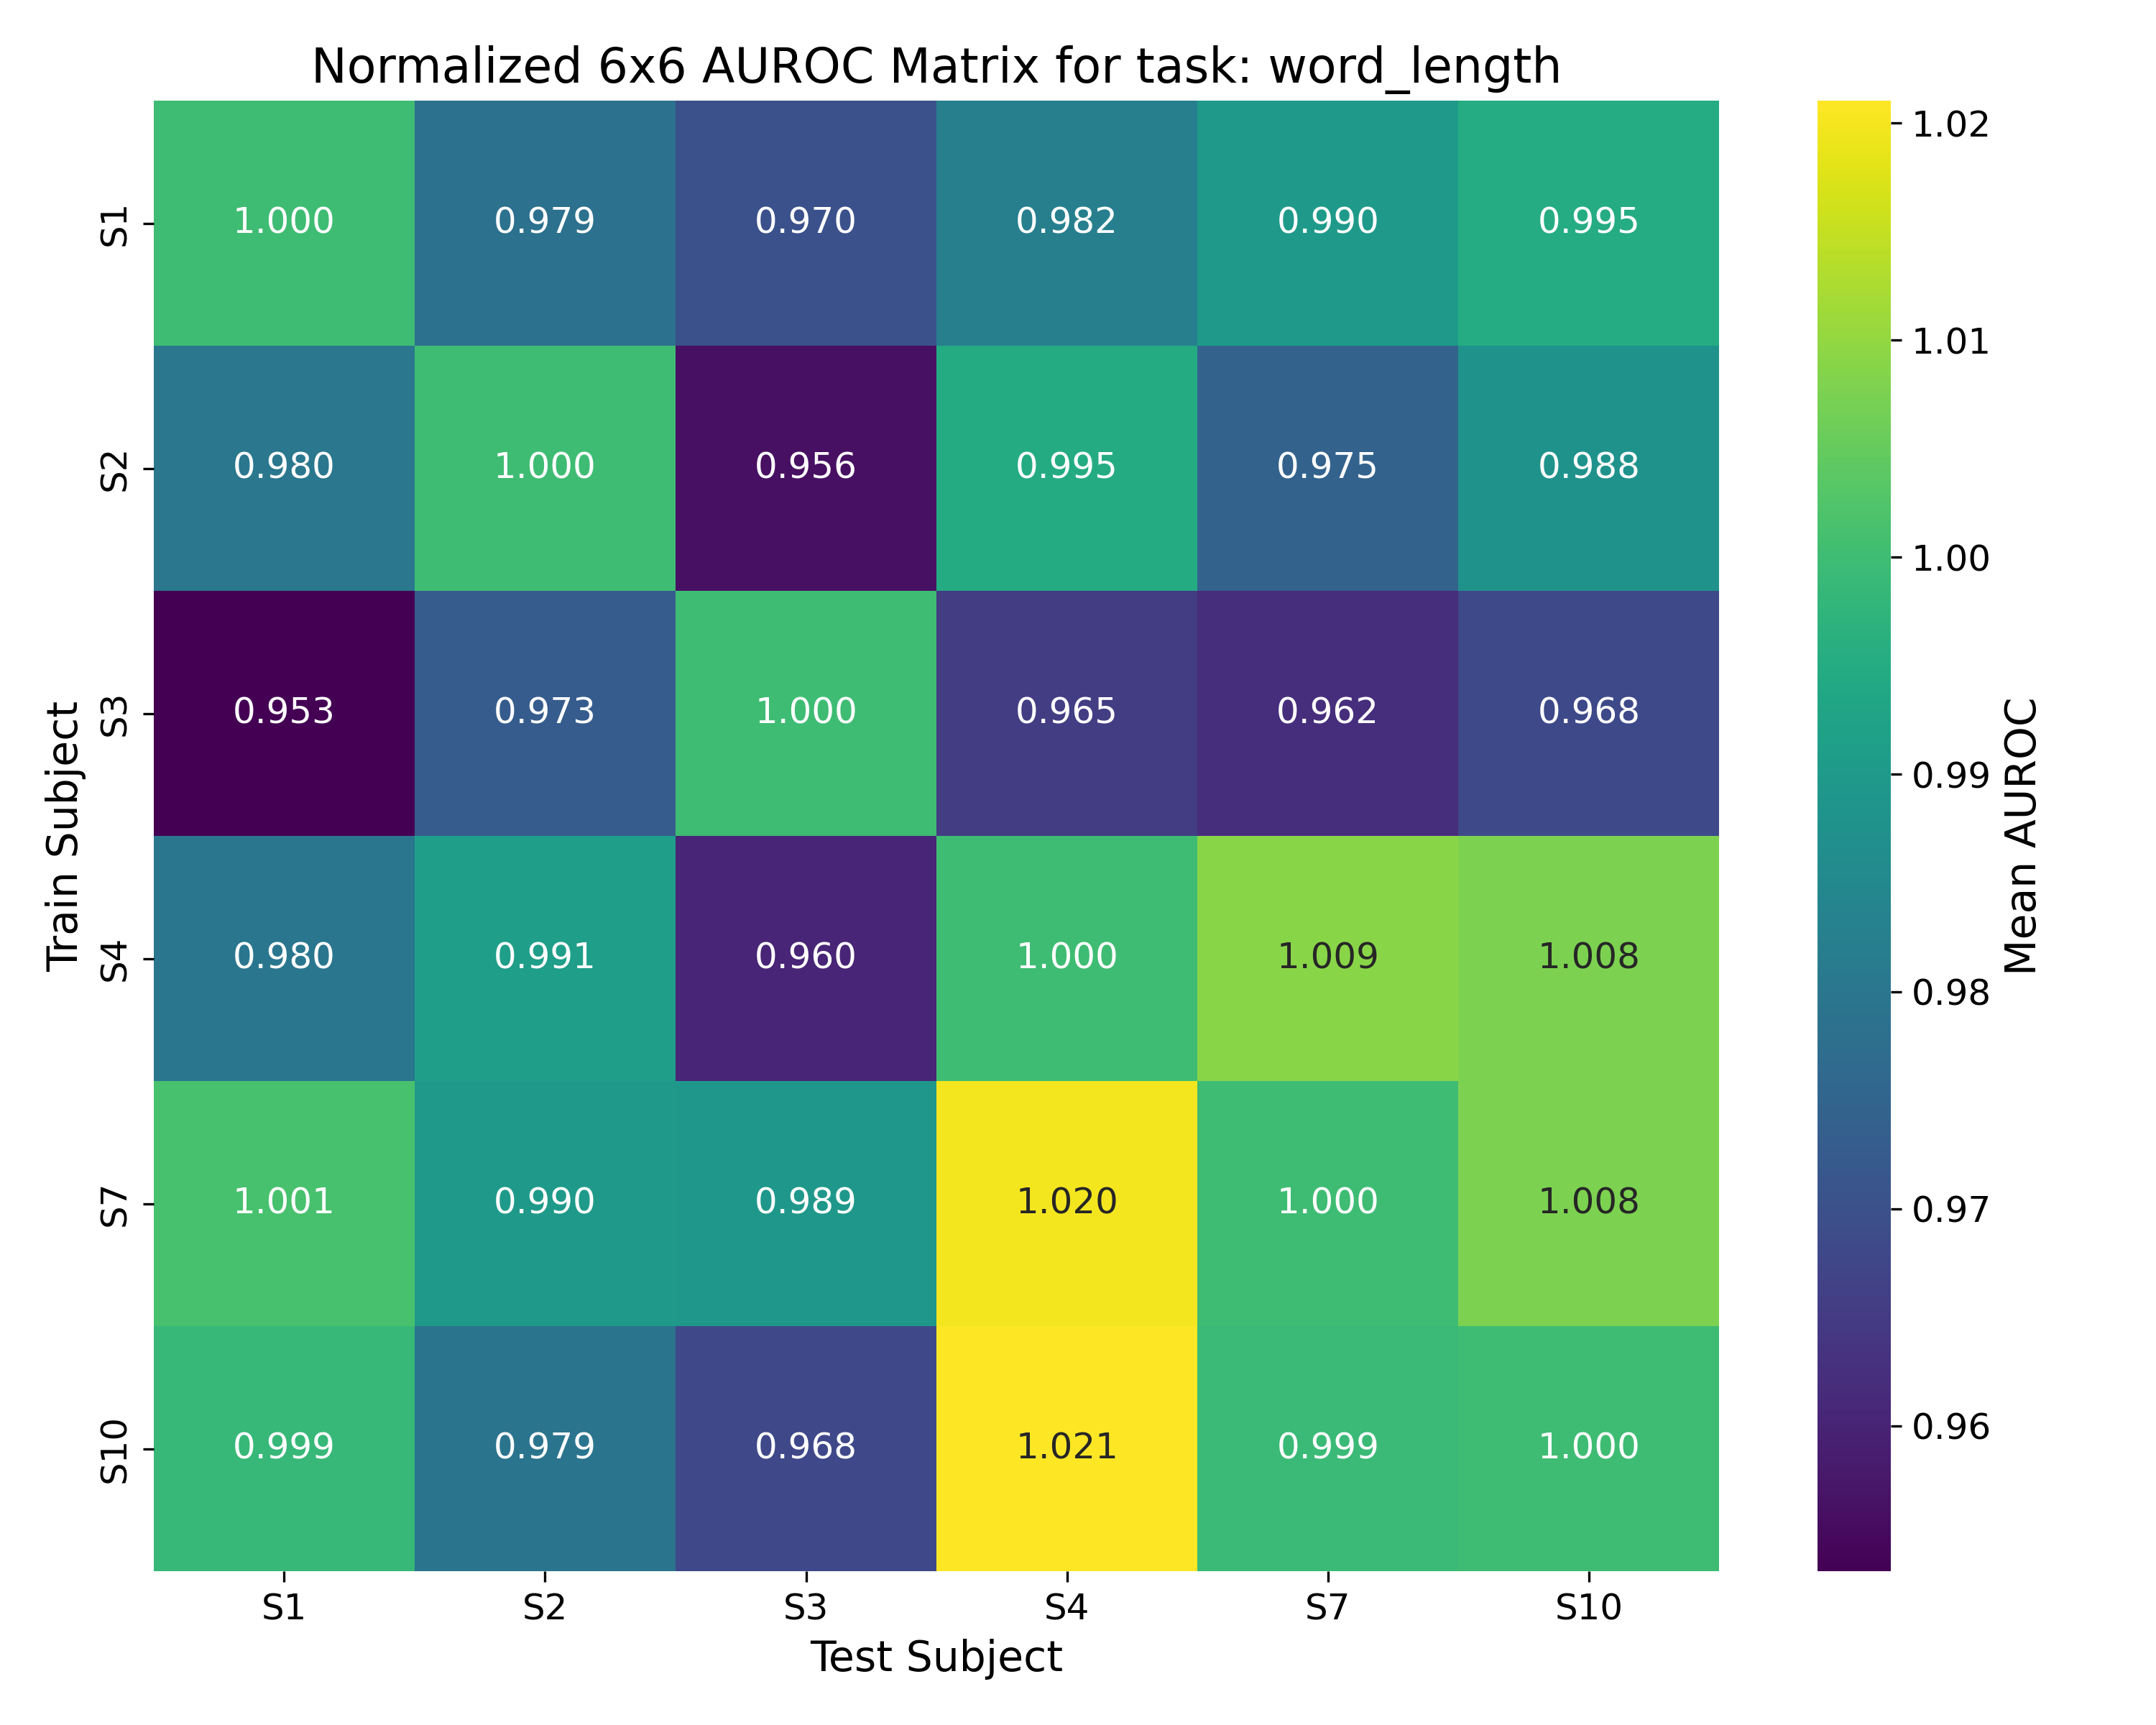 Normalized 6x6 AUROC Matrix for task: word_length
Train Subject
S1 1.000 0.979 0.970 0.982 0.990 0.995
S2 0.980 1.000 0.956 0.995 0.975 0.988
S3 0.953 0.973 1.000 0.965 0.962 0.968
S4 0.980 0.991 0.960 1.000 1.009 1.008
S7 1.001 0.990 0.989 1.020 1.000 1.008
S10 0.999 0.979 0.968 1.021 0.999 1.000
S1 S2 S3 S4 S7 S10
Test Subject
1.02
1.01
1.00
0.99
0.98
0.97
0.96
Mean AUROC